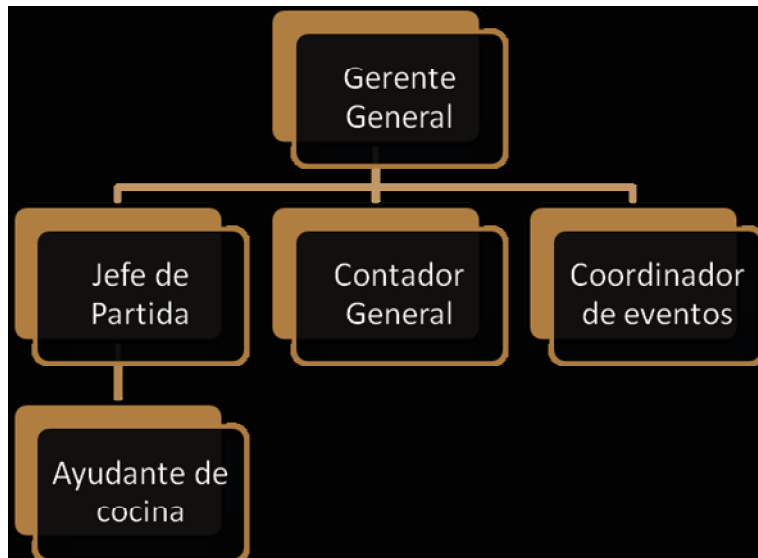 Gerente
General
Jefe de
Partida
Contador
General
Coordinador
de eventos
Ayudante de
cocina